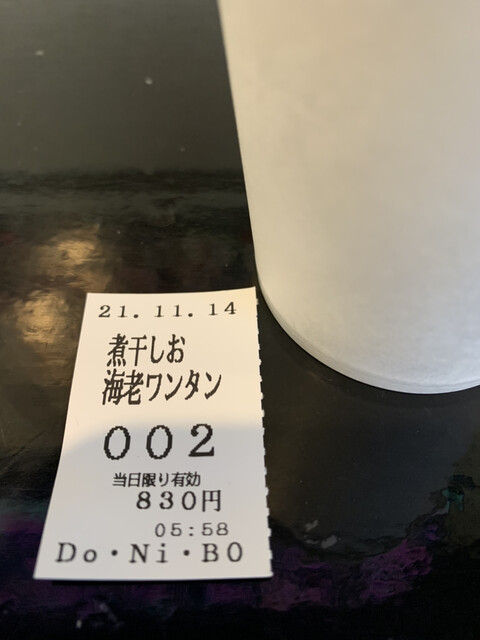 21.11.14
煮干しお
海老ワンタン
002
当日限り有効
830円
05:58
Do・Ni・BO